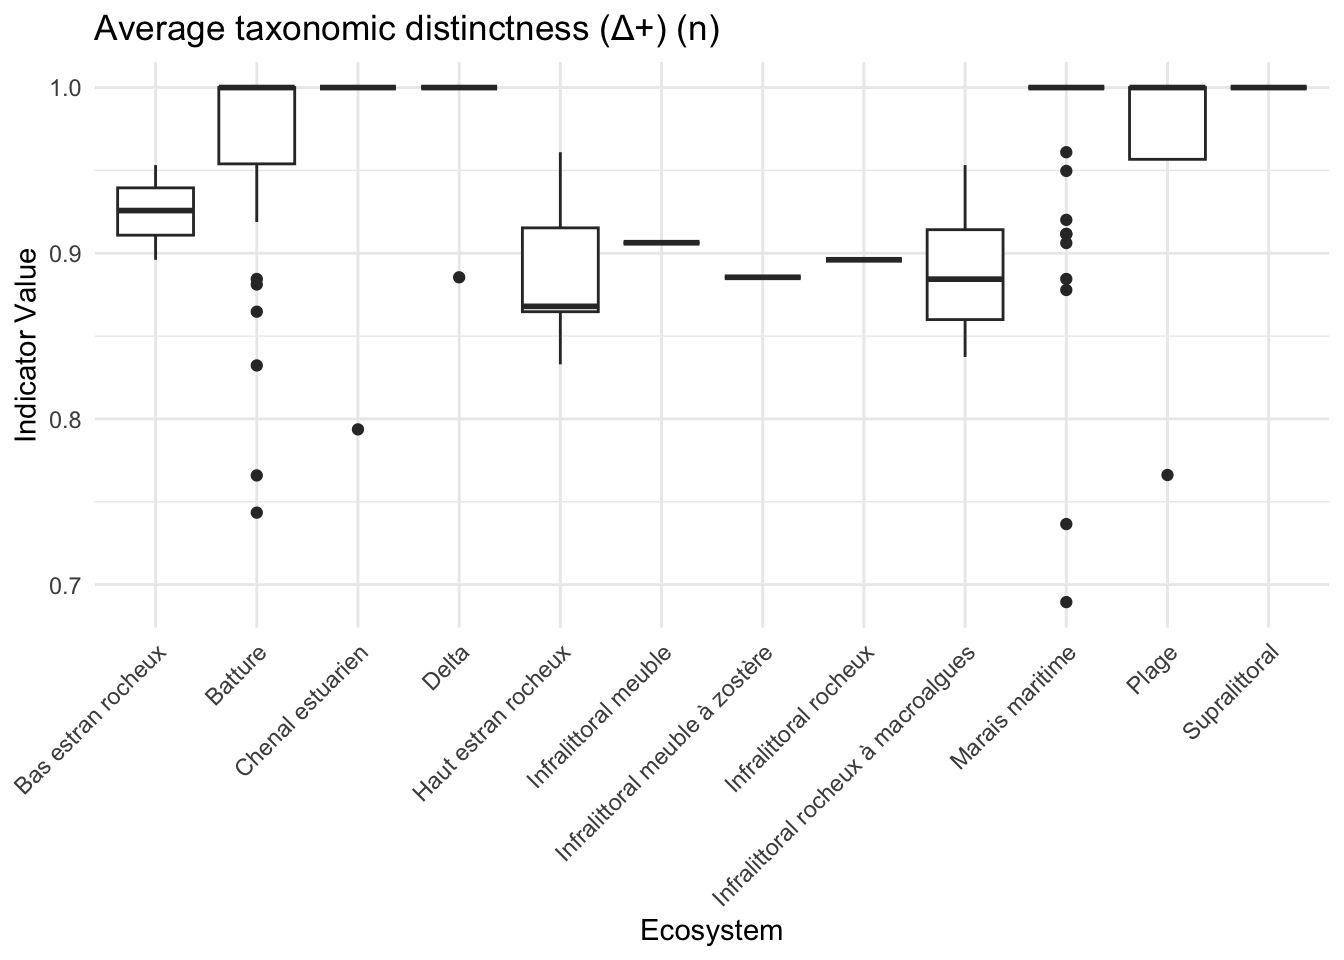 Average taxonomic distinctness (Δ+) (n)
1.0
0.9
0.8
0.7
Indicator Value
Bas estran rocheux
Batture
Chenal estuarien
Delta
Haut estran rocheux
Infralittoral meuble
Infralittoral meuble à zostère
Infralittoral rocheux
Infralittoral rocheux à macroalgues
Marais maritime
Plage
Supralittoral
Ecosystem